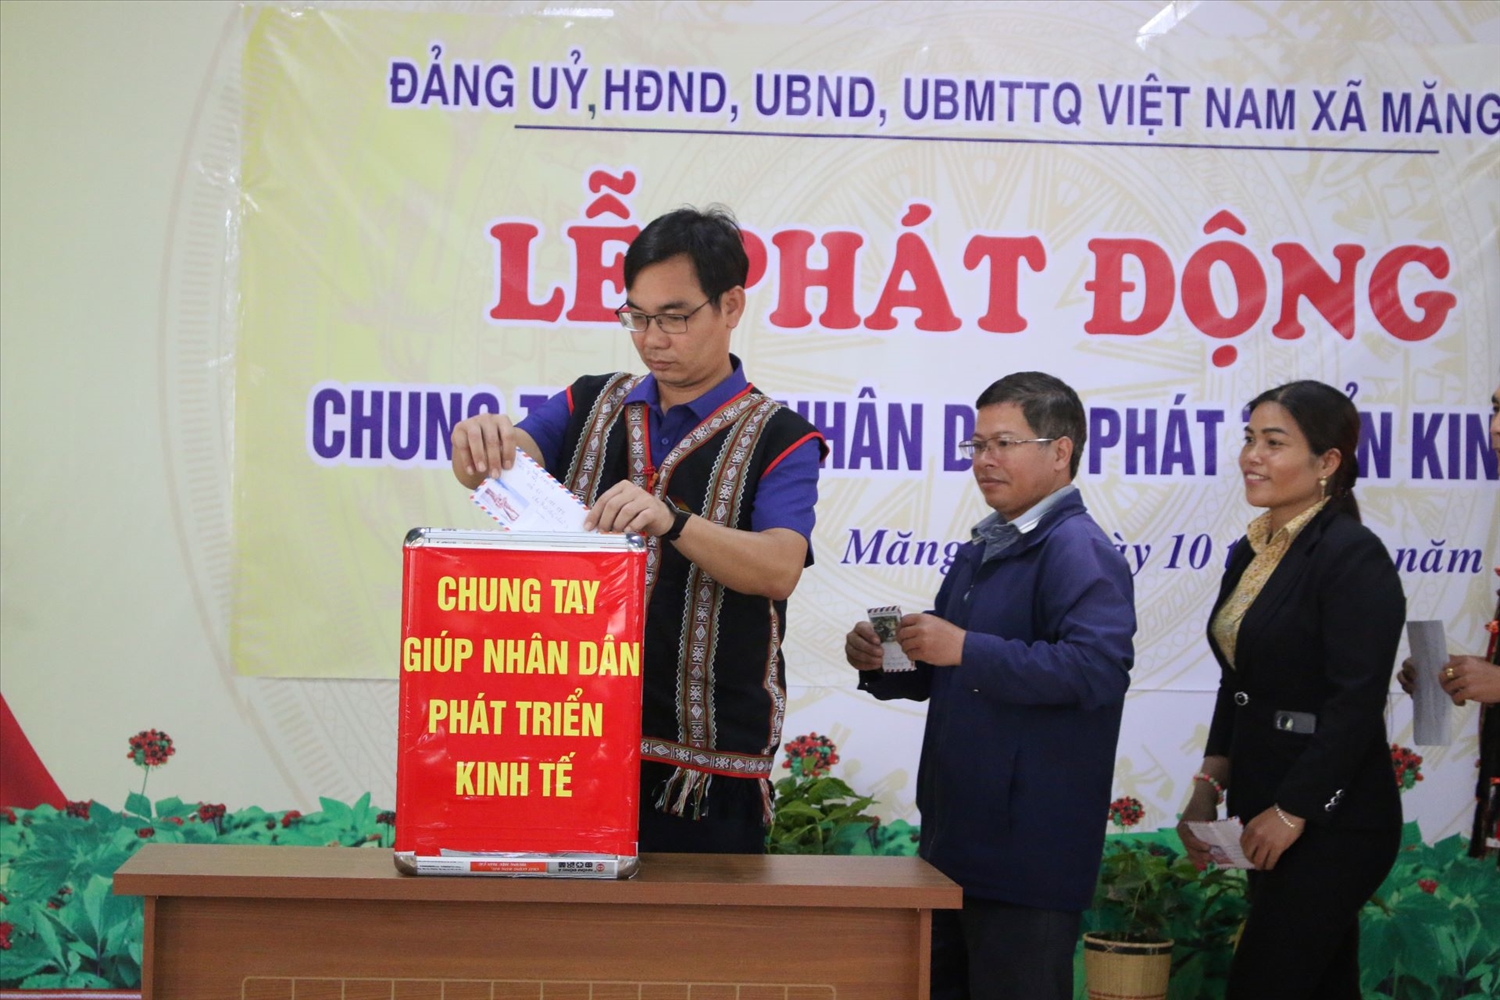 ĐẢNG UỶ, HĐND, UBND, UBMTTQ VIỆT NAM XÃ MĂNG
LỄ PHÁT ĐỘNG
CHUNG NHÂN PHÁT KIN
Măng 10 năm
CHUNG TAY
GIÚP NHÂN DÂN
PHÁT TRIỂN
KINH TẾ